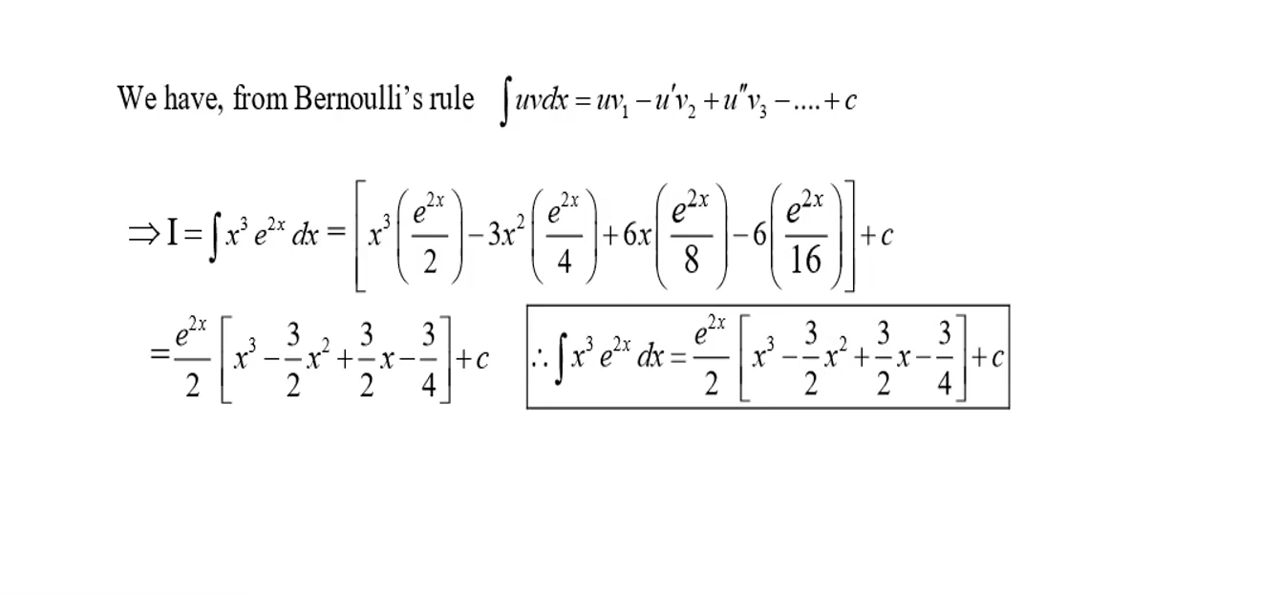 We have, from Bernoulli's rule ∫uvdx = uv₁ − u′v₂ + u″v₃ − .... + c
⇒ I = ∫x³ e²ˣ dx = [x³(e²ˣ/2) − 3x²(e²ˣ/4) + 6x(e²ˣ/8) − 6(e²ˣ/16)] + c
= e²ˣ/2 [x³ − 3/2 x² + 3/2 x − 3/4] + c ∴ ∫x³ e²ˣ dx = e²ˣ/2 [x³ − 3/2 x² + 3/2 x − 3/4] + c